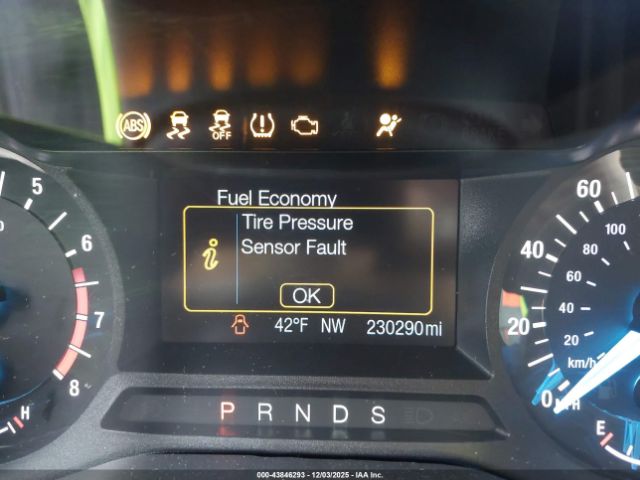 ABS
OFF
Fuel Economy
Tire Pressure
Sensor Fault
OK
42°F NW 230290mi
P R N D S
5
6
7
8
H
60
40
20
0
100
80
60
40
20
km/h
MPH
E
000-43846293 - 12/03/2025 - IAA Inc.